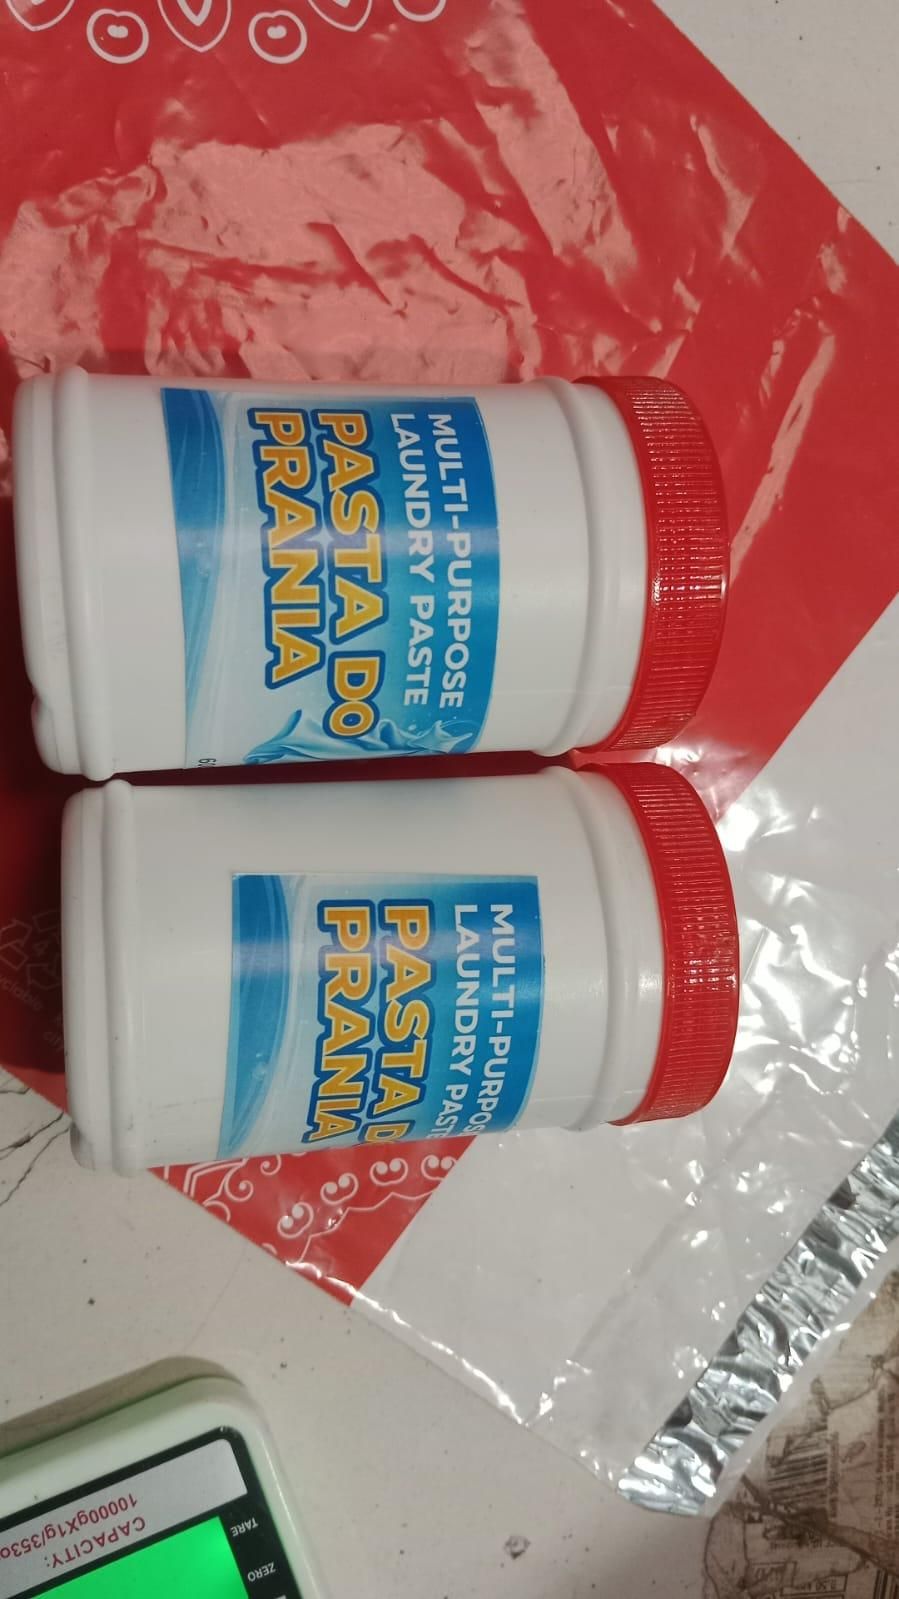 MULTI-PURPOSE
LAUNDRY PASTE
PASTA DO
PRANIA
MULTI-PURPOSE
LAUNDRY PASTE
PASTA D
PRANIA
CAPACITY:
TARE
ZERO